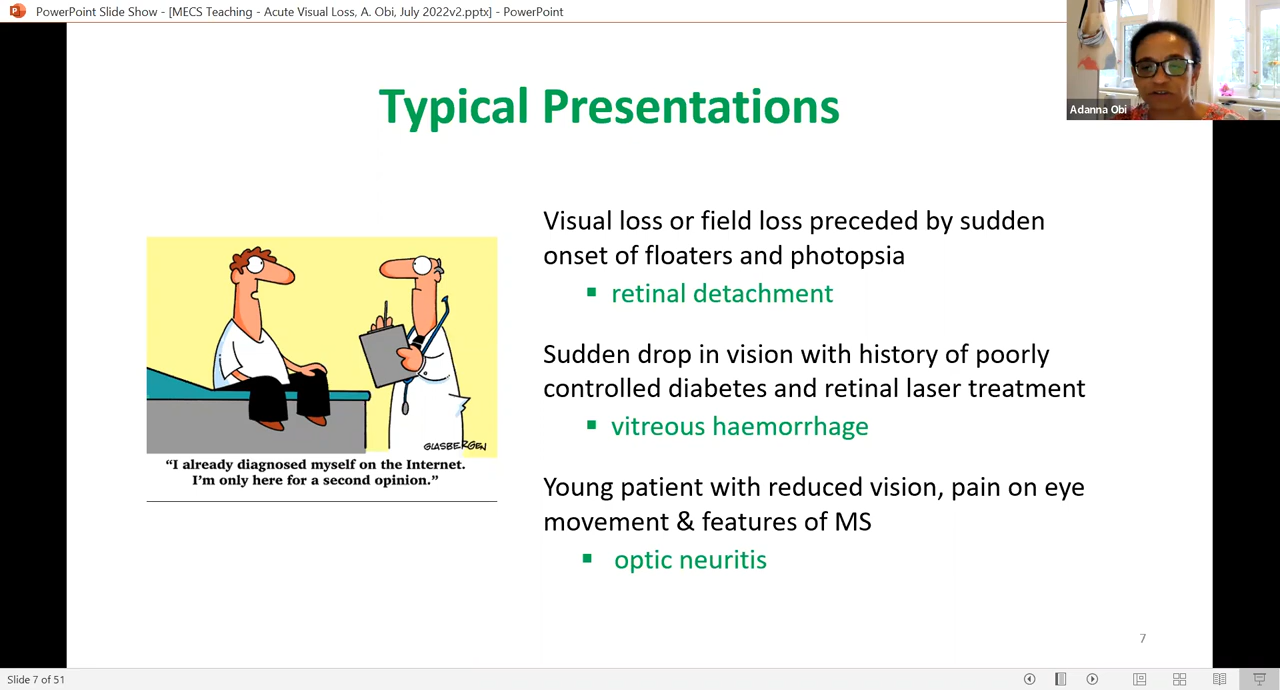 PowerPoint Slide Show - [MECS Teaching - Acute Visual Loss, A. Obi, July 2022v2.pptx] - PowerPoint
Adanna Obi
Typical Presentations
Visual loss or field loss preceded by sudden
onset of floaters and photopsia
▪ retinal detachment
Sudden drop in vision with history of poorly
controlled diabetes and retinal laser treatment
▪ vitreous haemorrhage
Young patient with reduced vision, pain on eye
movement & features of MS
▪ optic neuritis
GLASBERGEN
“I already diagnosed myself on the Internet.
I’m only here for a second opinion.”
7
Slide 7 of 51